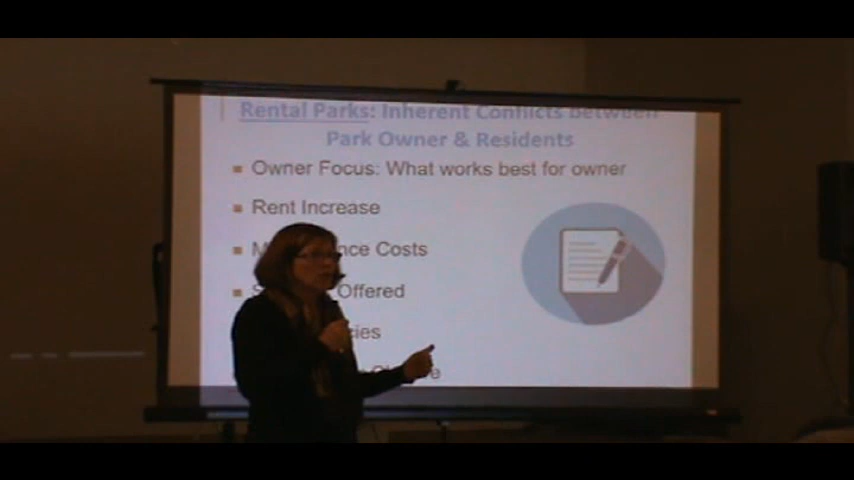 Rental Parks: Inherent Conflicts between
Park Owner & Residents
Owner Focus: What works best for owner
Rent Increase
Costs
Offered